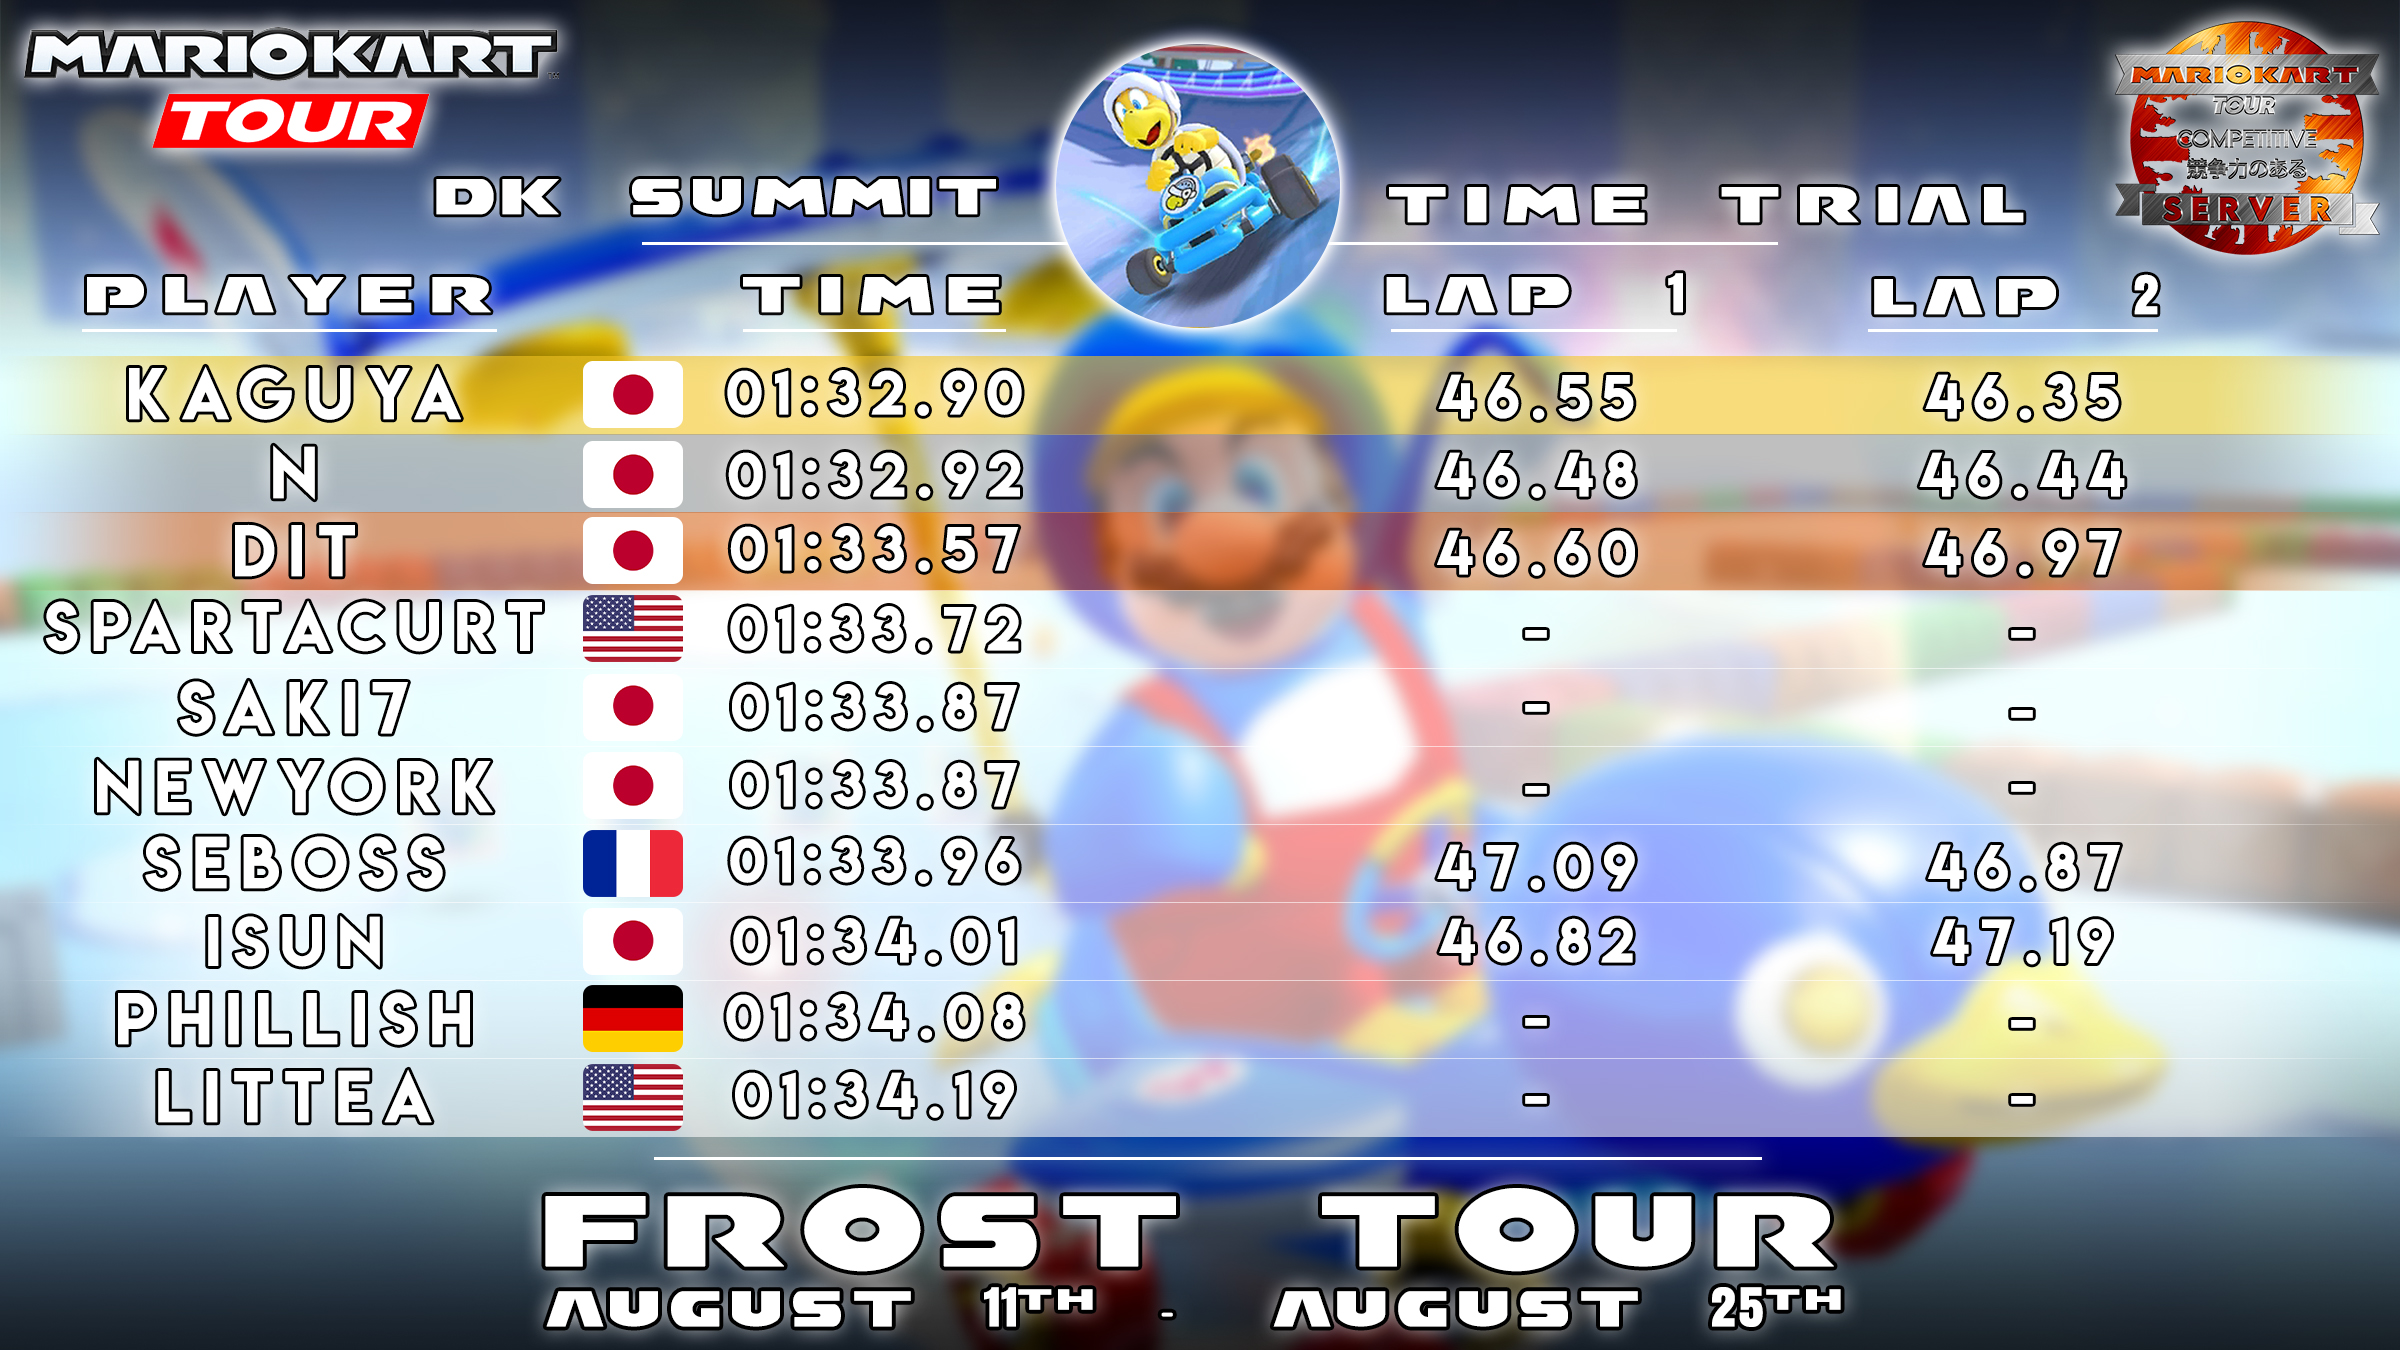 MARIOKART
TOUR
MARIOKART
TOUR
COMPETITIVE
競争力のある
SERVER
DK SUMMIT TIME TRIAL
PLAYER TIME LAP 1 LAP 2
KAGUYA 01:32.90 46.55 46.35
N 01:32.92 46.48 46.44
DIT 01:33.57 46.60 46.97
SPARTACURT 01:33.72 - -
SAKI7 01:33.87 - -
NEWYORK 01:33.87 - -
SEBOSS 01:33.96 47.09 46.87
ISUN 01:34.01 46.82 47.19
PHILLISH 01:34.08 - -
LITTEA 01:34.19 - -
FROST TOUR
AUGUST 11TH - AUGUST 25TH